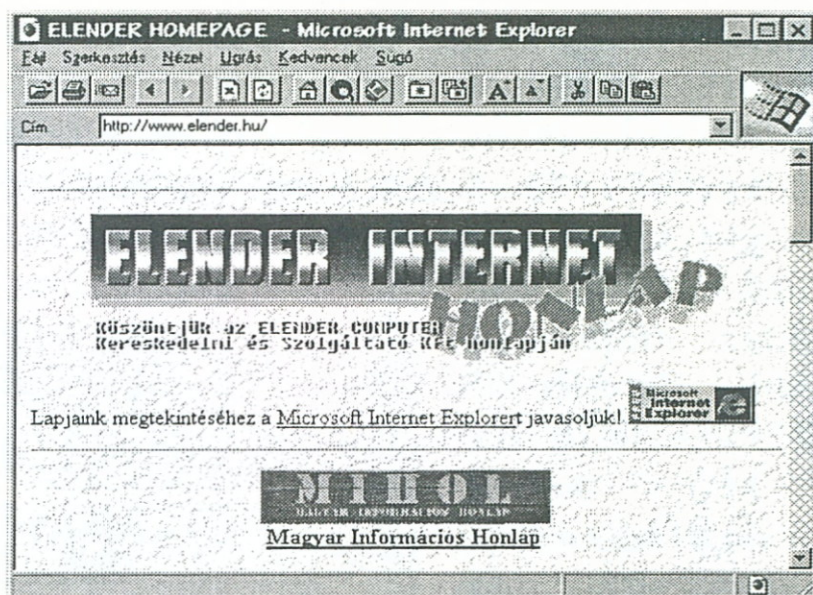 ELENDER HOMEPAGE - Microsoft Internet Explorer
Fájl Szerkesztés Nézet Ugrás Kedvencek Súgó
Cím http://www.elender.hu/
ELENDER INTERNET
HONLAP
Köszöntjük az ELENDER COMPUTER
Kereskedelmi és Szolgáltató Kft honlapján
Lapjaink megtekintéséhez a Microsoft Internet Explorert javasoljuk!
Microsoft
Internet
Explorer
MIHOL
MAGYAR INFORMÁCIÓS HONLAP
Magyar Információs Honlap